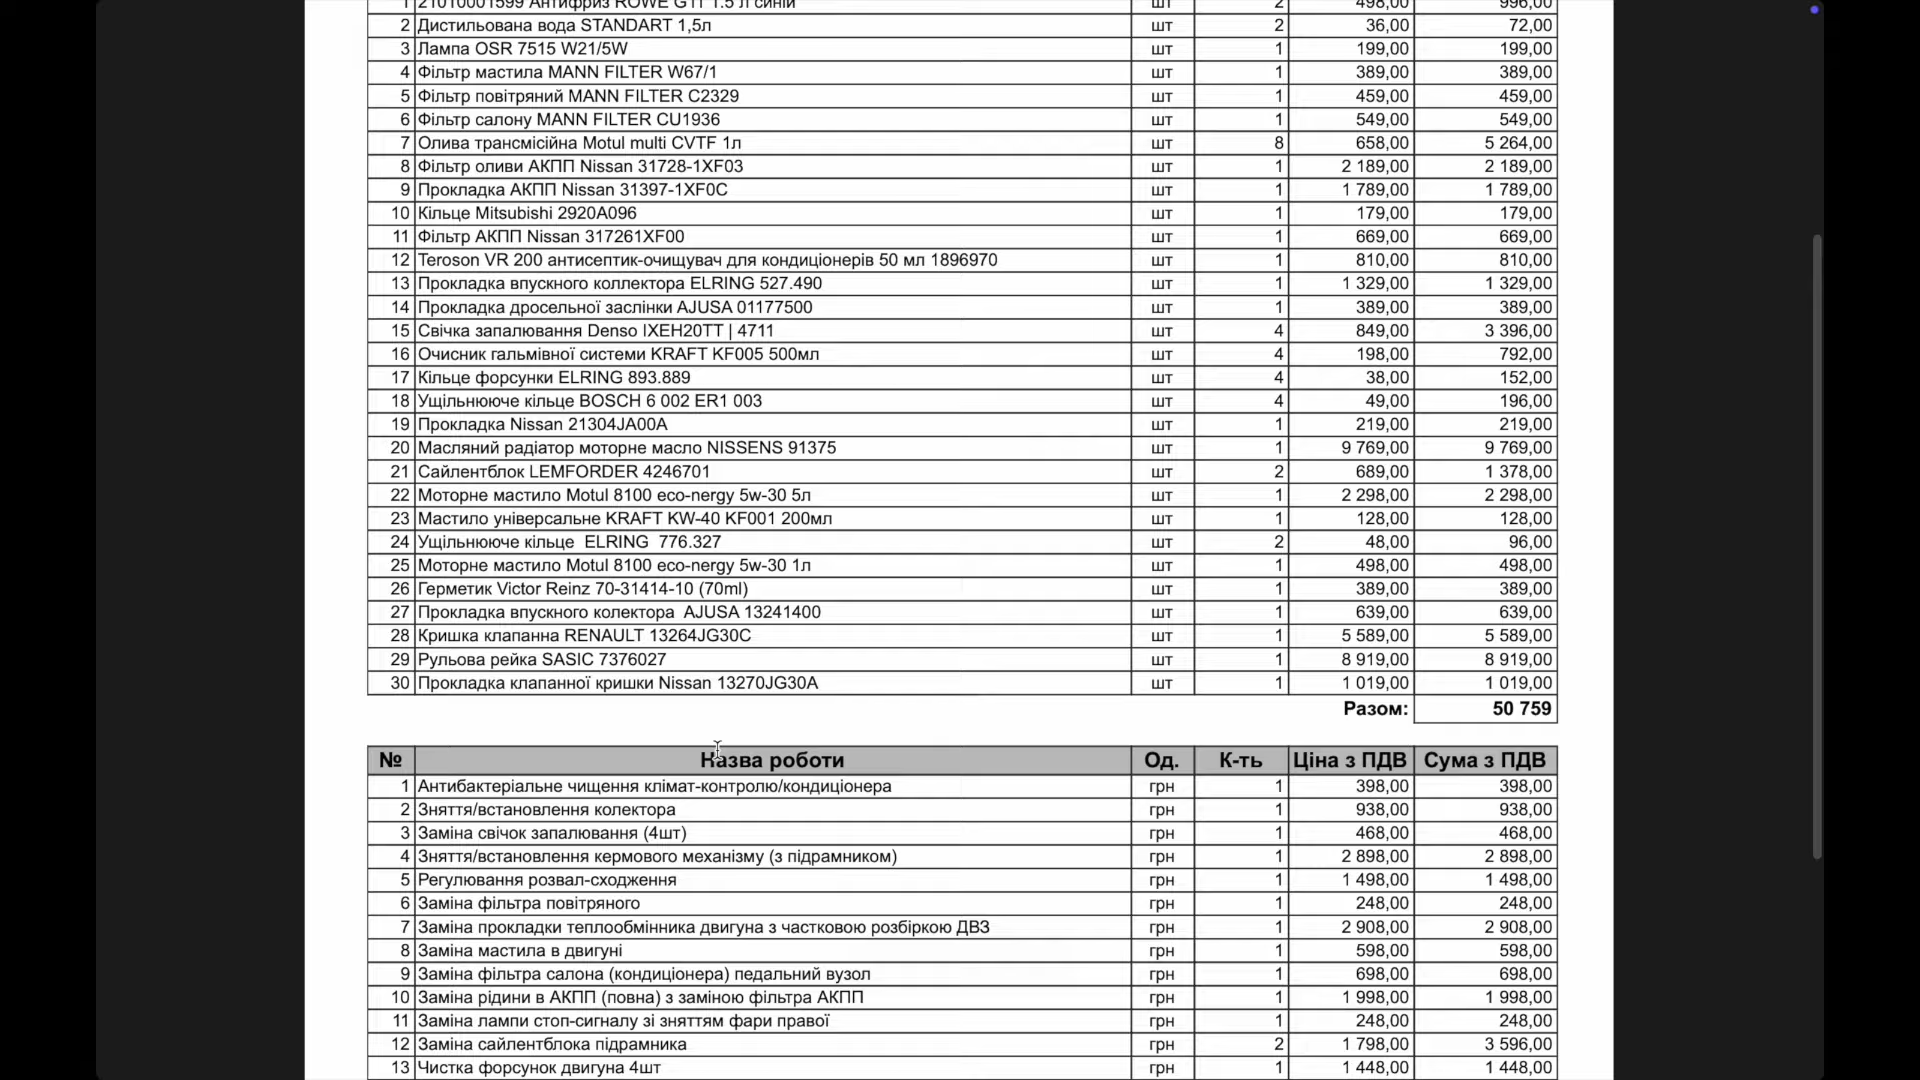 1 21010001599 Антифриз ROWE G11 1.5 л синій шт 2 498,00 996,00
2 Дистильована вода STANDART 1,5л шт 2 36,00 72,00
3 Лампа OSR 7515 W21/5W шт 1 199,00 199,00
4 Фільтр мастила MANN FILTER W67/1 шт 1 389,00 389,00
5 Фільтр повітряний MANN FILTER C2329 шт 1 459,00 459,00
6 Фільтр салону MANN FILTER CU1936 шт 1 549,00 549,00
7 Олива трансмісійна Motul multi CVTF 1л шт 8 658,00 5 264,00
8 Фільтр оливи АКПП Nissan 31728-1XF03 шт 1 2 189,00 2 189,00
9 Прокладка АКПП Nissan 31397-1XF0C шт 1 1 789,00 1 789,00
10 Кільце Mitsubishi 2920A096 шт 1 179,00 179,00
11 Фільтр АКПП Nissan 317261XF00 шт 1 669,00 669,00
12 Teroson VR 200 антисептик-очищувач для кондиціонерів 50 мл 1896970 шт 1 810,00 810,00
13 Прокладка впускного коллектора ELRING 527.490 шт 1 1 329,00 1 329,00
14 Прокладка дросельної заслінки AJUSA 01177500 шт 1 389,00 389,00
15 Свічка запалювання Denso IXEH20TT | 4711 шт 4 849,00 3 396,00
16 Очисник гальмівної системи KRAFT KF005 500мл шт 4 198,00 792,00
17 Кільце форсунки ELRING 893.889 шт 4 38,00 152,00
18 Ущільнююче кільце BOSCH 6 002 ER1 003 шт 4 49,00 196,00
19 Прокладка Nissan 21304JA00A шт 1 219,00 219,00
20 Масляний радіатор моторне масло NISSENS 91375 шт 1 9 769,00 9 769,00
21 Сайлентблок LEMFORDER 4246701 шт 2 689,00 1 378,00
22 Моторне мастило Motul 8100 eco-nergy 5w-30 5л шт 1 2 298,00 2 298,00
23 Мастило універсальне KRAFT KW-40 KF001 200мл шт 1 128,00 128,00
24 Ущільнююче кільце ELRING 776.327 шт 2 48,00 96,00
25 Моторне мастило Motul 8100 eco-nergy 5w-30 1л шт 1 498,00 498,00
26 Герметик Victor Reinz 70-31414-10 (70ml) шт 1 389,00 389,00
27 Прокладка впускного колектора AJUSA 13241400 шт 1 639,00 639,00
28 Кришка клапанна RENAULT 13264JG30C шт 1 5 589,00 5 589,00
29 Рульова рейка SASIC 7376027 шт 1 8 919,00 8 919,00
30 Прокладка клапанної кришки Nissan 13270JG30A шт 1 1 019,00 1 019,00
Разом: 50 759
№ Назва роботи Од. К-ть Ціна з ПДВ Сума з ПДВ
1 Антибактеріальне чищення клімат-контролю/кондиціонера грн 1 398,00 398,00
2 Зняття/встановлення колектора грн 1 938,00 938,00
3 Заміна свічок запалювання (4шт) грн 1 468,00 468,00
4 Зняття/встановлення кермового механізму (з підрамником) грн 1 2 898,00 2 898,00
5 Регулювання розвал-сходження грн 1 1 498,00 1 498,00
6 Заміна фільтра повітряного грн 1 248,00 248,00
7 Заміна прокладки теплообмінника двигуна з частковою розбіркою ДВЗ грн 1 2 908,00 2 908,00
8 Заміна мастила в двигуні грн 1 598,00 598,00
9 Заміна фільтра салона (кондиціонера) педальний вузол грн 1 698,00 698,00
10 Заміна рідини в АКПП (повна) з заміною фільтра АКПП грн 1 1 998,00 1 998,00
11 Заміна лампи стоп-сигналу зі зняттям фари правої грн 1 248,00 248,00
12 Заміна сайлентблока підрамника грн 2 1 798,00 3 596,00
13 Чистка форсунок двигуна 4шт грн 1 1 448,00 1 448,00